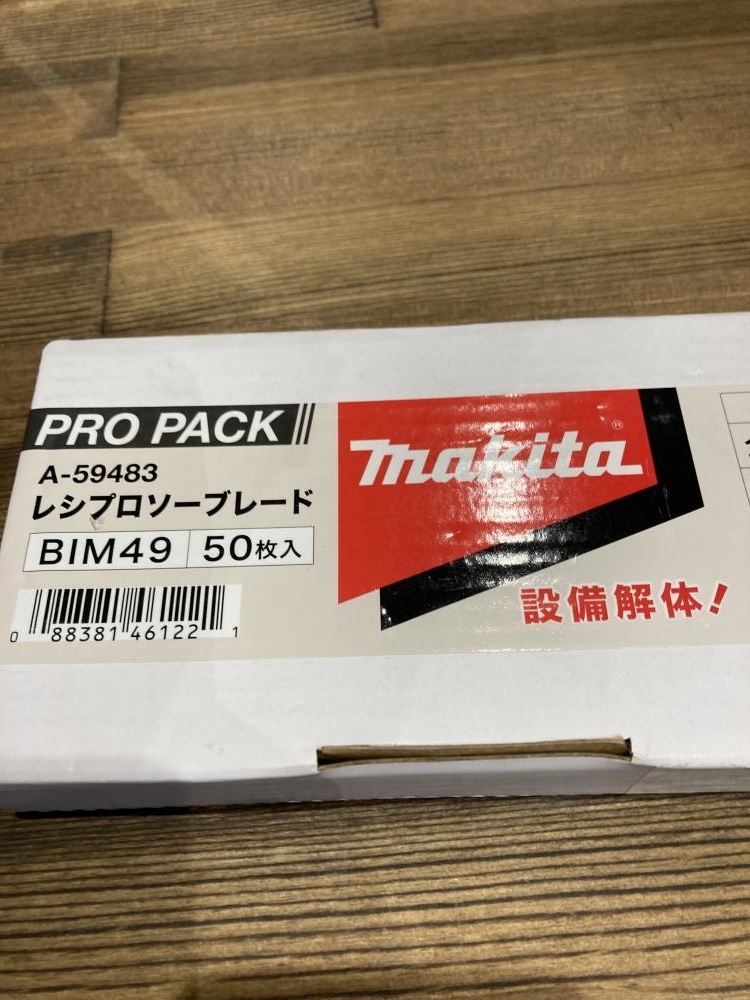 PRO PACK
A-59483
レシプロソーブレード
BIM49 50枚入
0 88381 46122 1
makita®
設備解体!